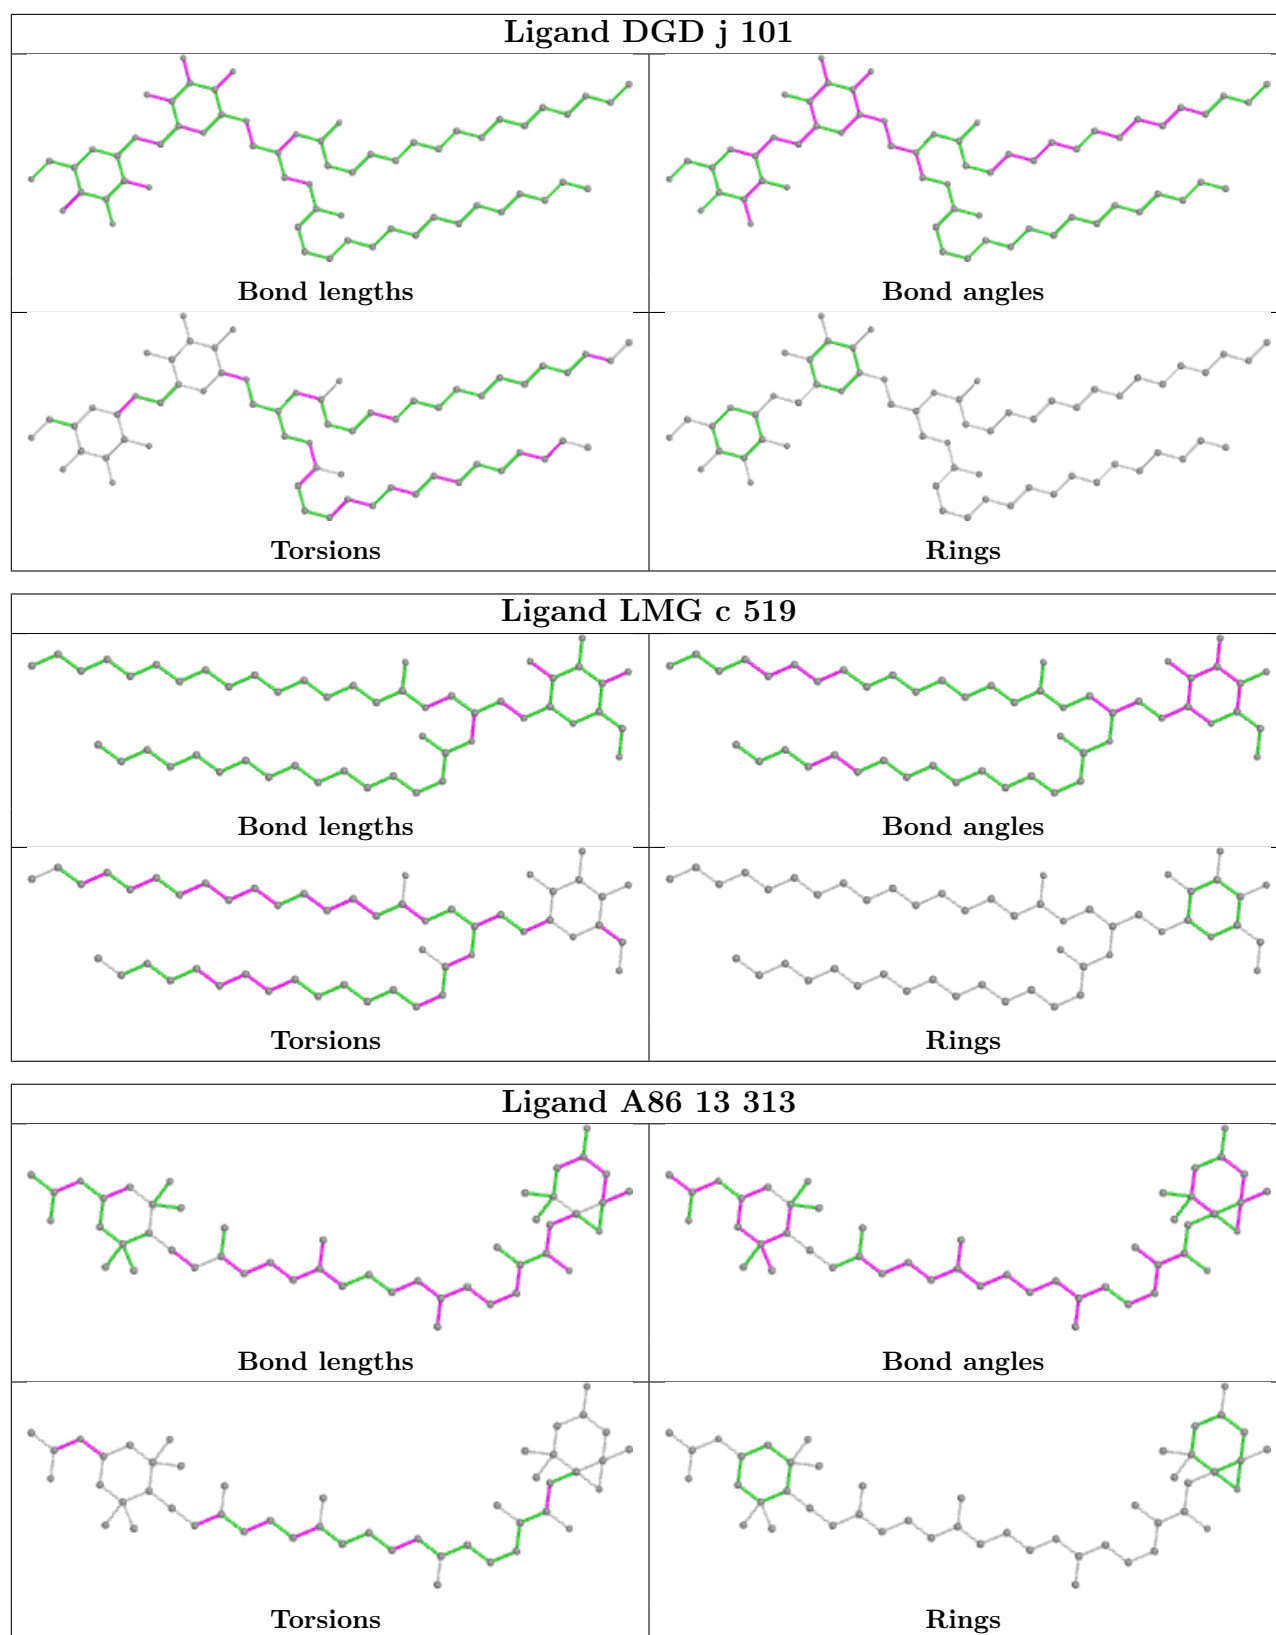 Ligand DGD j 101
Bond lengths
Bond angles
Torsions
Rings
Ligand LMG c 519
Bond lengths
Bond angles
Torsions
Rings
Ligand A86 13 313
Bond lengths
Bond angles
Torsions
Rings